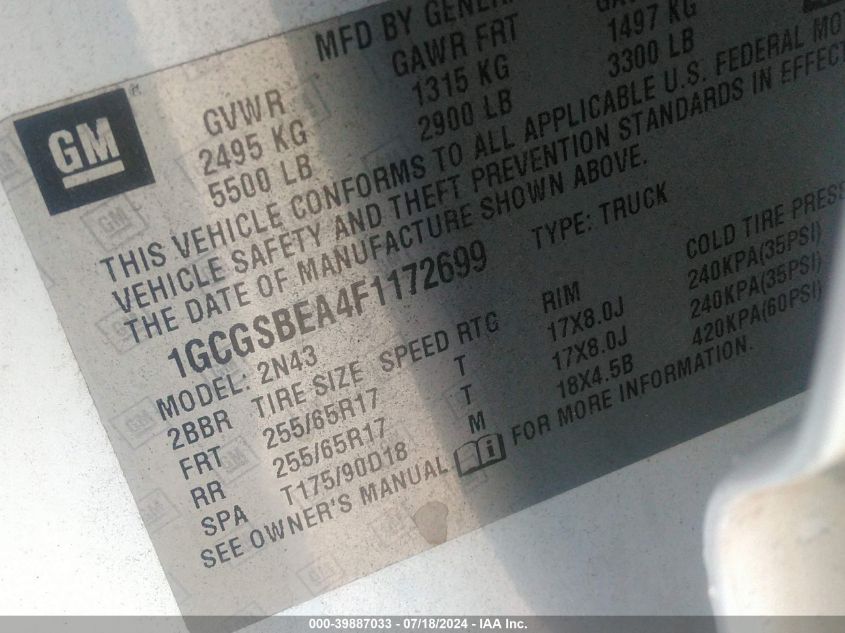 MFD BY GENER
GM
GVWR GAWR FRT
2495 KG 1315 KG 1497 KG
5500 LB 2900 LB 3300 LB
THIS VEHICLE CONFORMS TO ALL APPLICABLE U.S. FEDERAL MO
VEHICLE SAFETY AND THEFT PREVENTION STANDARDS IN EFFECT
THE DATE OF MANUFACTURE SHOWN ABOVE.
1GCGSBEA4F1172699 TYPE: TRUCK
MODEL: 2N43
2BBR TIRE SIZE SPEED RTG RIM COLD TIRE PRESS
FRT 255/65R17 T 17X8.0J 240KPA(35PSI)
RR 255/65R17 T 17X8.0J 240KPA(35PSI)
SPA T175/90D18 M 18X4.5B 420KPA(60PSI)
SEE OWNER'S MANUAL FOR MORE INFORMATION.
000-39887033 - 07/18/2024 - IAA Inc.